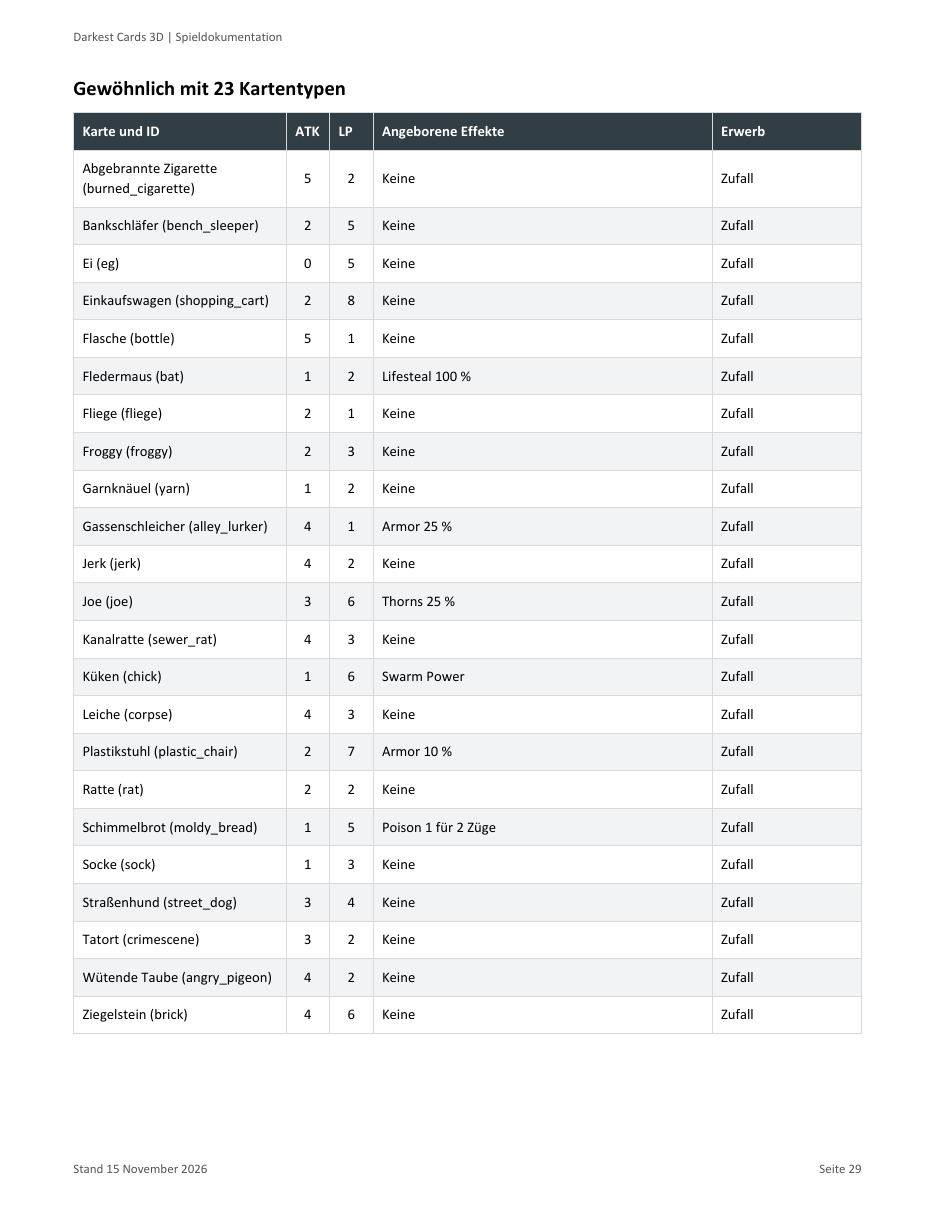 Darkest Cards 3D | Spieldokumentation
Gewöhnlich mit 23 Kartentypen
Karte und ID ATK LP Angeborene Effekte Erwerb
Abgebrannte Zigarette
(burned_cigarette) 5 2 Keine Zufall
Bankschläfer (bench_sleeper) 2 5 Keine Zufall
Ei (eg) 0 5 Keine Zufall
Einkaufswagen (shopping_cart) 2 8 Keine Zufall
Flasche (bottle) 5 1 Keine Zufall
Fledermaus (bat) 1 2 Lifesteal 100 % Zufall
Fliege (fliege) 2 1 Keine Zufall
Froggy (froggy) 2 3 Keine Zufall
Garnknäuel (yarn) 1 2 Keine Zufall
Gassenschleicher (alley_lurker) 4 1 Armor 25 % Zufall
Jerk (jerk) 4 2 Keine Zufall
Joe (joe) 3 6 Thorns 25 % Zufall
Kanalratte (sewer_rat) 4 3 Keine Zufall
Küken (chick) 1 6 Swarm Power Zufall
Leiche (corpse) 4 3 Keine Zufall
Plastikstuhl (plastic_chair) 2 7 Armor 10 % Zufall
Ratte (rat) 2 2 Keine Zufall
Schimmelbrot (moldy_bread) 1 5 Poison 1 für 2 Züge Zufall
Socke (sock) 1 3 Keine Zufall
Straßenhund (street_dog) 3 4 Keine Zufall
Tatort (crimescene) 3 2 Keine Zufall
Wütende Taube (angry_pigeon) 4 2 Keine Zufall
Ziegelstein (brick) 4 6 Keine Zufall
Stand 15 November 2026 Seite 29